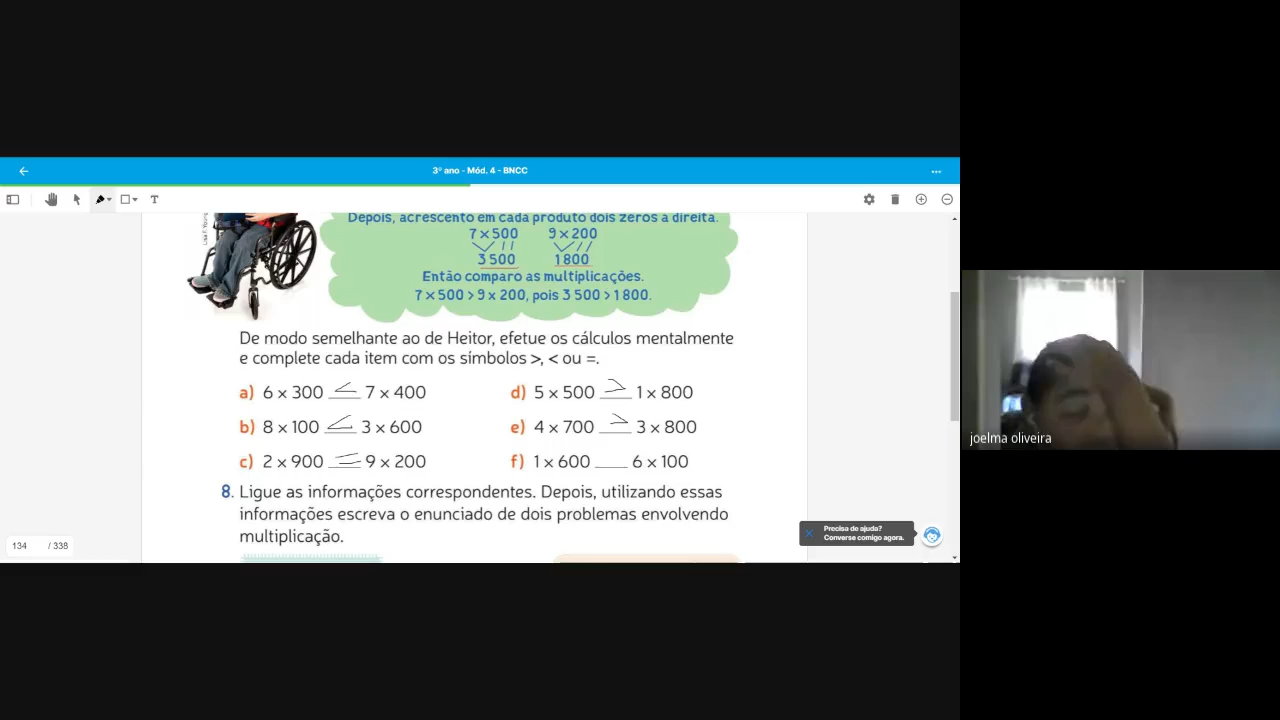 3º ano - Mód. 4 - BNCC
T
Depois, acrescento em cada produto dois zeros à direita.
7 x 500 9 x 200
3 500 1 800
Então comparo as multiplicações.
7 x 500 > 9 x 200, pois 3 500 > 1 800.
De modo semelhante ao de Heitor, efetue os cálculos mentalmente
e complete cada item com os símbolos >, < ou =.
a) 6 x 300 < 7 x 400
b) 8 x 100 < 3 x 600
c) 2 x 900 = 9 x 200
d) 5 x 500 > 1 x 800
e) 4 x 700 > 3 x 800
f) 1 x 600 ___ 6 x 100
8. Ligue as informações correspondentes. Depois, utilizando essas
informações escreva o enunciado de dois problemas envolvendo
multiplicação.
Precisa de ajuda?
Converse comigo agora.
134 / 338
joelma oliveira